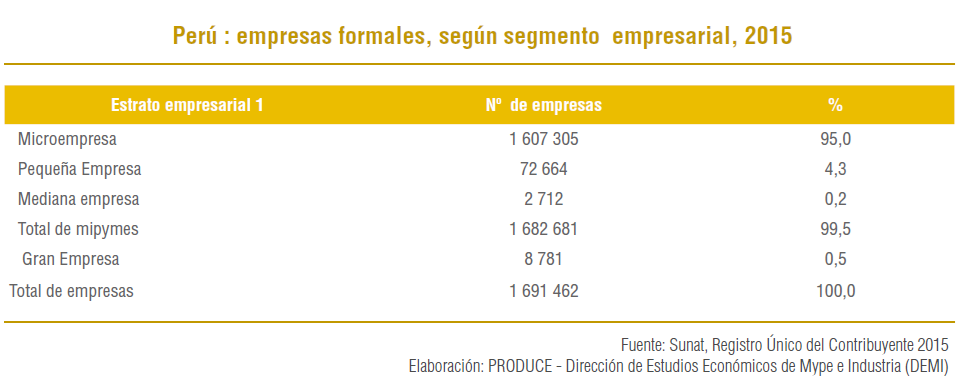 Perú : empresas formales, según segmento empresarial, 2015
Estrato empresarial 1 Nº de empresas %
Microempresa 1 607 305 95,0
Pequeña Empresa 72 664 4,3
Mediana empresa 2 712 0,2
Total de mipymes 1 682 681 99,5
Gran Empresa 8 781 0,5
Total de empresas 1 691 462 100,0
Fuente: Sunat, Registro Único del Contribuyente 2015
Elaboración: PRODUCE - Dirección de Estudios Económicos de Mype e Industria (DEMI)